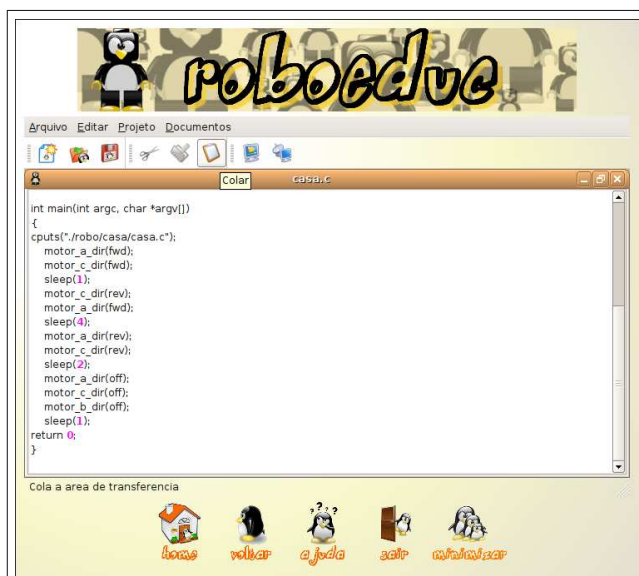 roboeduc
Arquivo Editar Projeto Documentos
Colar
casa.c
int main(int argc, char *argv[])
{
cputs("./robo/casa/casa.c");
motor_a_dir(fwd);
motor_c_dir(fwd);
sleep(1);
motor_c_dir(rev);
motor_a_dir(fwd);
sleep(4);
motor_a_dir(rev);
motor_c_dir(rev);
sleep(2);
motor_a_dir(off);
motor_c_dir(off);
motor_b_dir(off);
sleep(1);
return 0;
}
Cola a area de transferencia
???
home voltar ajuda sair minimizar